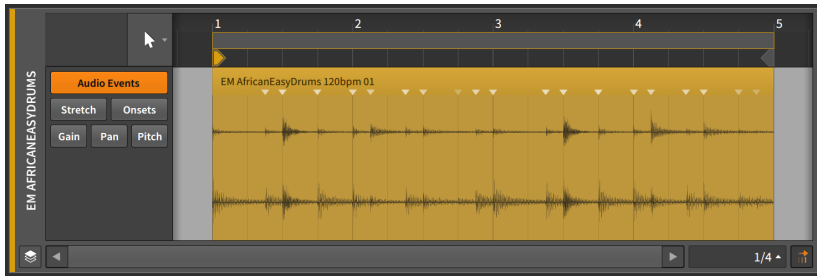 1 2 3 4 5
EM AFRICANEASYDRUMS
Audio Events
EM AfricanEasyDrums 120bpm 01
Stretch Onsets
Gain Pan Pitch
1/4